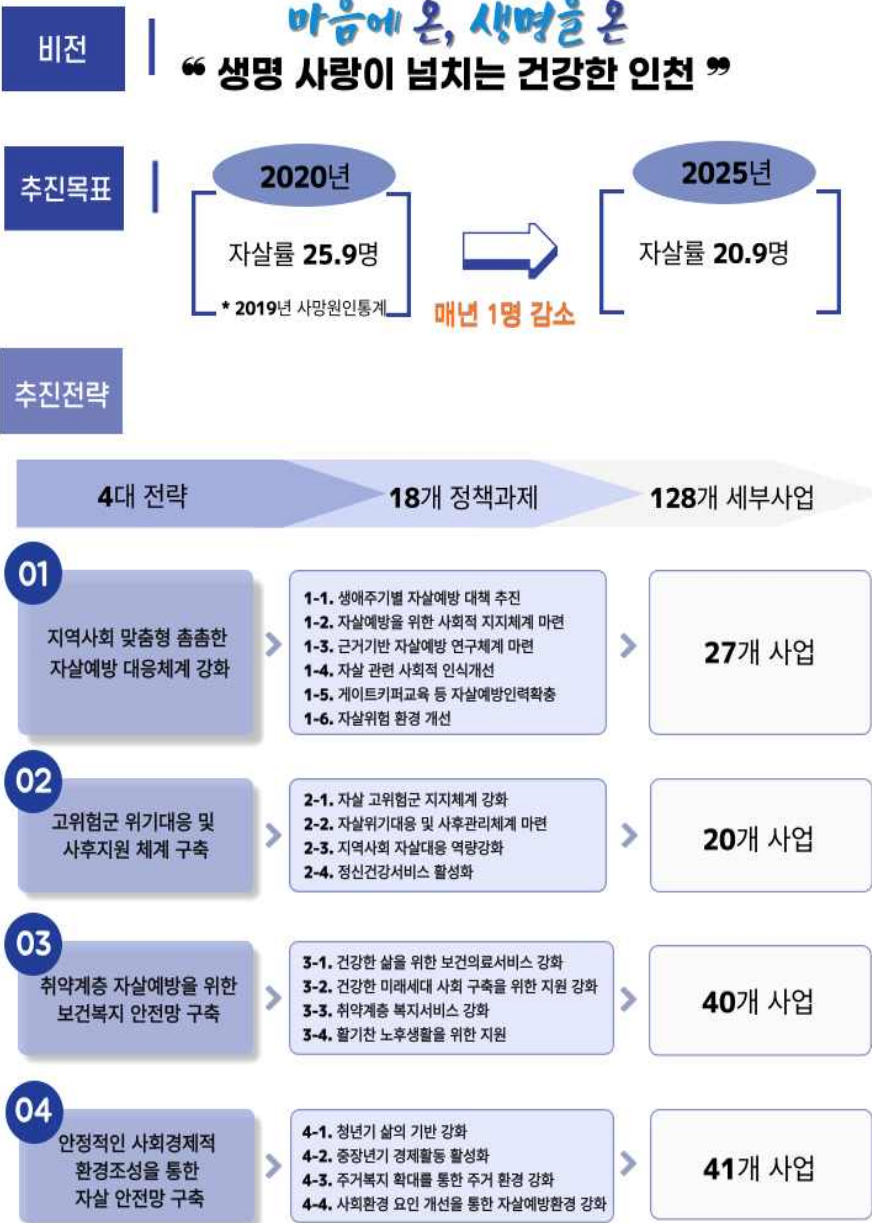 비전
마음에 온, 생명을 온
❝ 생명 사랑이 넘치는 건강한 인천 ❞
추진목표
2020년
자살률 25.9명
* 2019년 사망원인통계
매년 1명 감소
2025년
자살률 20.9명
추진전략
4대 전략
18개 정책과제
128개 세부사업
01
지역사회 맞춤형 촘촘한
자살예방 대응체계 강화
1-1. 생애주기별 자살예방 대책 추진
1-2. 자살예방을 위한 사회적 지지체계 마련
1-3. 근거기반 자살예방 연구체계 마련
1-4. 자살 관련 사회적 인식개선
1-5. 게이트키퍼교육 등 자살예방인력확충
1-6. 자살위험 환경 개선
27개 사업
02
고위험군 위기대응 및
사후지원 체계 구축
2-1. 자살 고위험군 지지체계 강화
2-2. 자살위기대응 및 사후관리체계 마련
2-3. 지역사회 자살대응 역량강화
2-4. 정신건강서비스 활성화
20개 사업
03
취약계층 자살예방을 위한
보건복지 안전망 구축
3-1. 건강한 삶을 위한 보건의료서비스 강화
3-2. 건강한 미래세대 사회 구축을 위한 지원 강화
3-3. 취약계층 복지서비스 강화
3-4. 활기찬 노후생활을 위한 지원
40개 사업
04
안정적인 사회경제적
환경조성을 통한
자살 안전망 구축
4-1. 청년기 삶의 기반 강화
4-2. 중장년기 경제활동 활성화
4-3. 주거복지 확대를 통한 주거 환경 강화
4-4. 사회환경 요인 개선을 통한 자살예방환경 강화
41개 사업